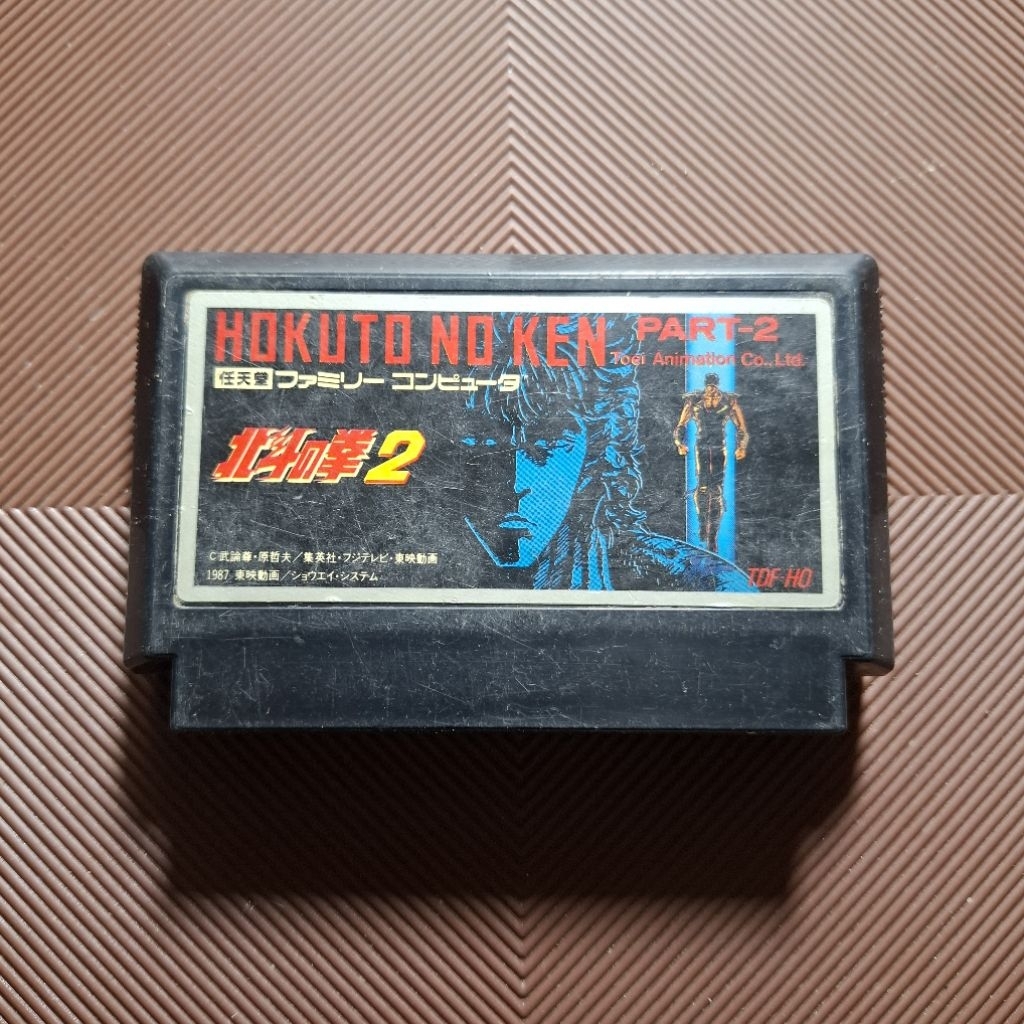 HOKUTO NO KEN PART-2
Toei Animation Co., Ltd.
任天堂 ファミリー コンピュータ
北斗の拳2
C 武論尊・原哲夫／集英社・フジテレビ・東映動画
1987 東映動画／ショウエイ・システム
TDF-HO